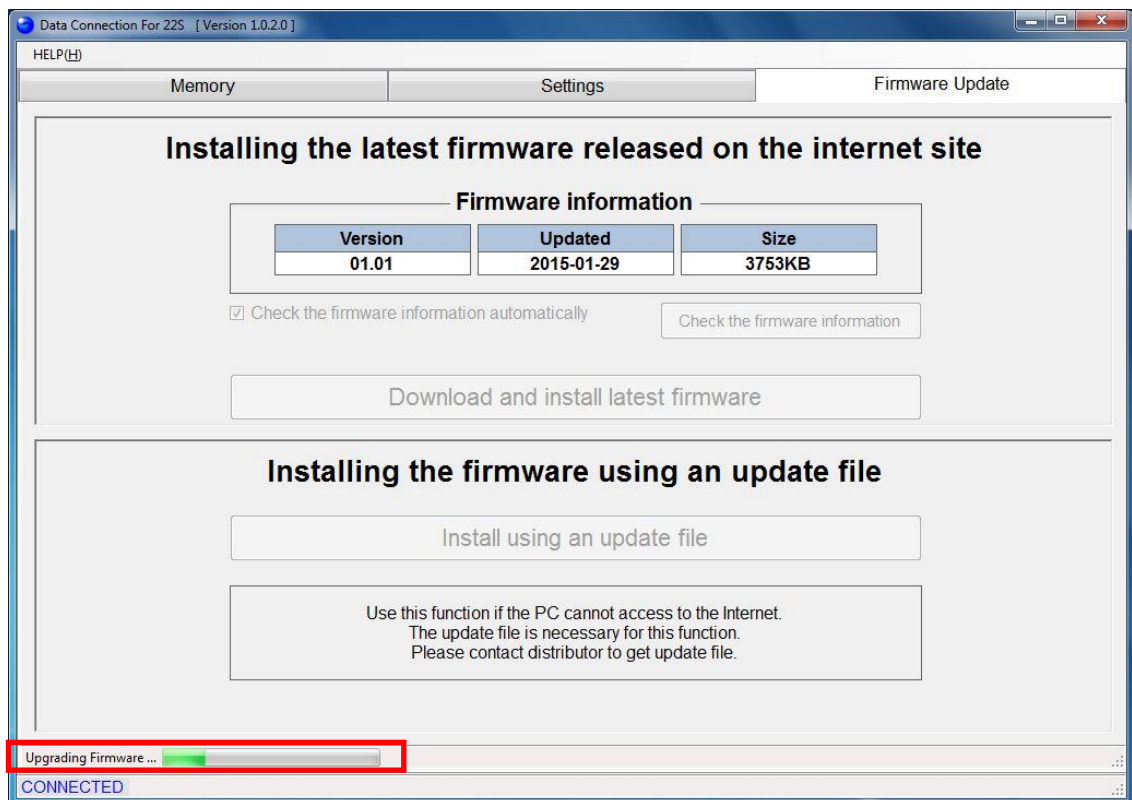 Data Connection For 22S [ Version 1.0.2.0 ]
HELP(H)
Memory Settings Firmware Update
Installing the latest firmware released on the internet site
Firmware information
Version Updated Size
01.01 2015-01-29 3753KB
Check the firmware information automatically Check the firmware information
Download and install latest firmware
Installing the firmware using an update file
Install using an update file
Use this function if the PC cannot access to the Internet.
The update file is necessary for this function.
Please contact distributor to get update file.
Upgrading Firmware ...
CONNECTED